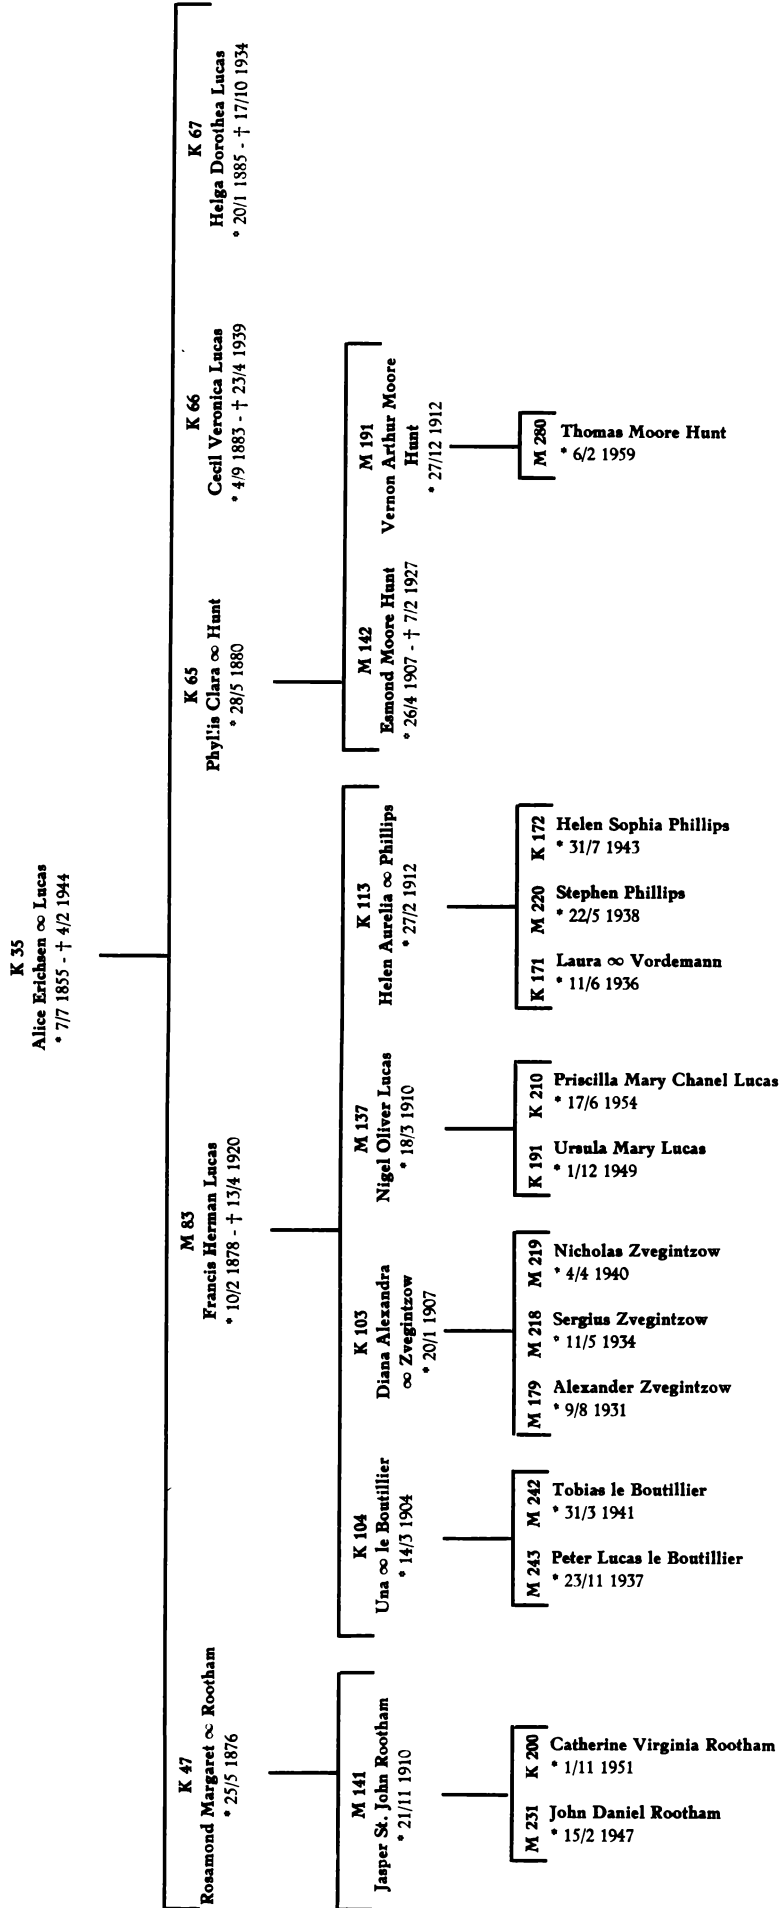 K 35
Alice Erichsen ∞ Lucas
* 7/7 1855 - † 4/2 1944
K 47
Rosamond Margaret ∞ Rootham
* 25/5 1876
M 83
Francis Herman Lucas
* 10/2 1878 - † 13/4 1920
K 65
Phyllis Clara ∞ Hunt
* 28/5 1880
K 66
Cecil Veronica Lucas
* 4/9 1883 - † 23/4 1939
K 67
Helga Dorothea Lucas
* 20/1 1885 - † 17/10 1934
M 141
Jasper St. John Rootham
* 21/11 1910
K 104
Una ∞ le Boutillier
* 14/3 1904
K 103
Diana Alexandra
∞ Zvegintzow
* 20/1 1907
M 137
Nigel Oliver Lucas
* 18/3 1910
K 113
Helen Aurelia ∞ Phillips
* 27/2 1912
M 142
Esmond Moore Hunt
* 26/4 1907 - † 7/2 1927
M 191
Vernon Arthur Moore
Hunt
* 27/12 1912
M 231
John Daniel Rootham
* 15/2 1947
K 200
Catherine Virginia Rootham
* 1/11 1951
M 243
Peter Lucas le Boutillier
* 23/11 1937
M 242
Tobias le Boutillier
* 31/3 1941
M 179
Alexander Zvegintzow
* 9/8 1931
M 218
Sergius Zvegintzow
* 11/5 1934
M 219
Nicholas Zvegintzow
* 4/4 1940
K 191
Ursula Mary Lucas
* 1/12 1949
K 210
Priscilla Mary Chanel Lucas
* 17/6 1954
K 171
Laura ∞ Vordemann
* 11/6 1936
M 220
Stephen Phillips
* 22/5 1938
K 172
Helen Sophia Phillips
* 31/7 1943
M 280
Thomas Moore Hunt
* 6/2 1959